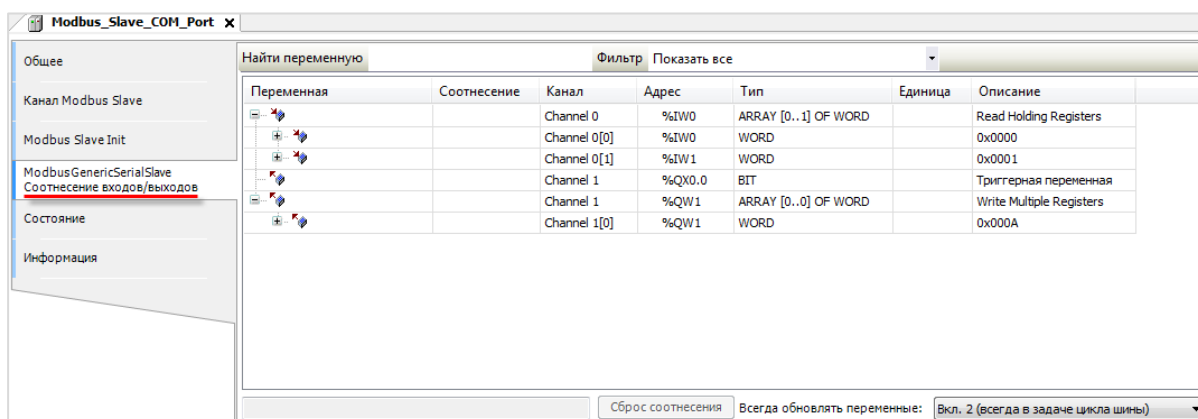 Modbus_Slave_COM_Port X
Общее
Канал Modbus Slave
Modbus Slave Init
ModbusGenericSerialSlave
Соотнесение входов/выходов
Состояние
Информация
Найти переменную Фильтр Показать все
Переменная Соотнесение Канал Адрес Тип Единица Описание
Channel 0 %IW0 ARRAY [0..1] OF WORD Read Holding Registers
Channel 0[0] %IW0 WORD 0x0000
Channel 0[1] %IW1 WORD 0x0001
Channel 1 %QX0.0 BIT Триггерная переменная
Channel 1 %QW1 ARRAY [0..0] OF WORD Write Multiple Registers
Channel 1[0] %QW1 WORD 0x000A
Сброс соотнесения Всегда обновлять переменные: Вкл. 2 (всегда в задаче цикла шины)